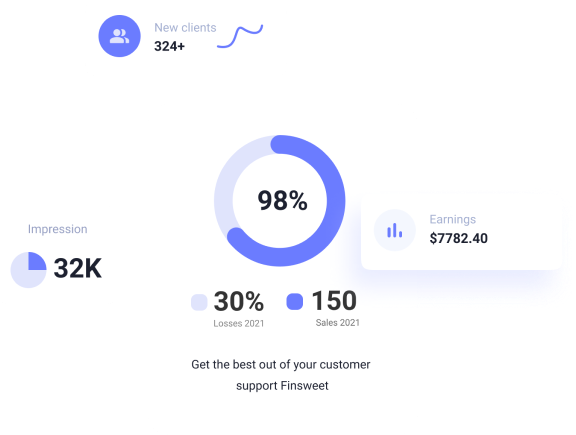 New clients
324+
98%
Earnings
$7782.40
Impression
32K
30%
Losses 2021
150
Sales 2021
Get the best out of your customer
support Finsweet